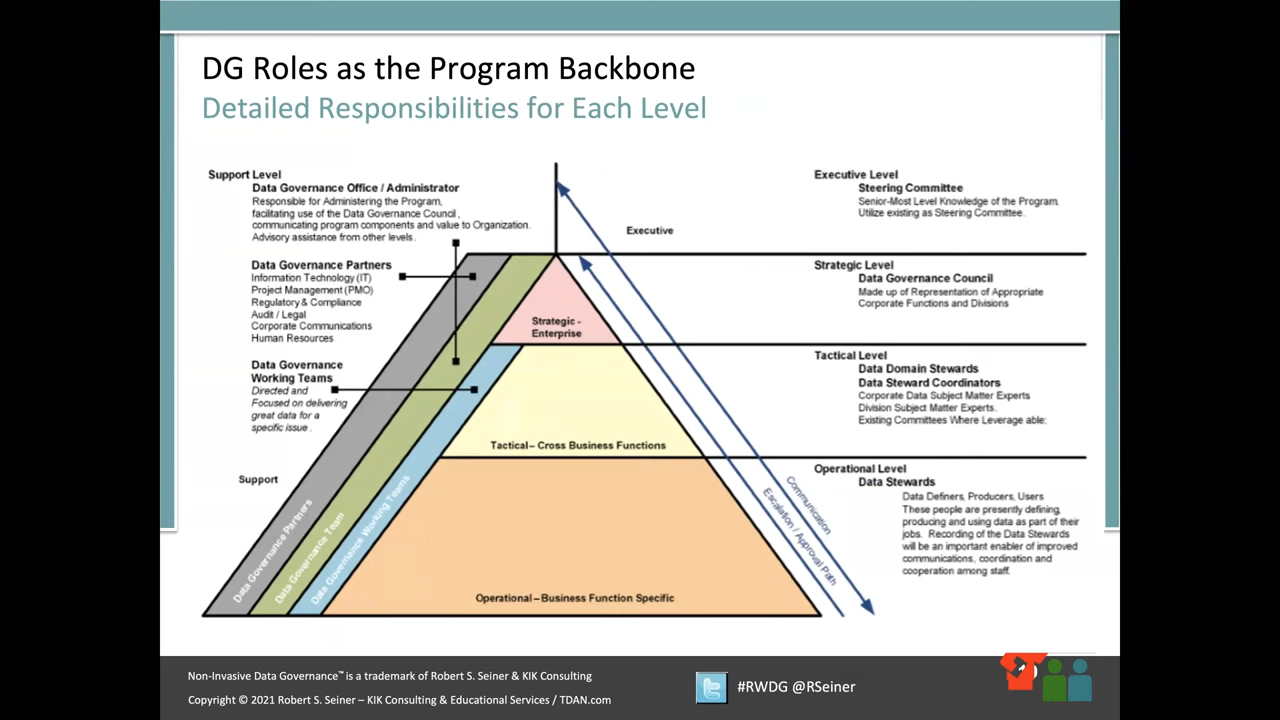 DG Roles as the Program Backbone
Detailed Responsibilities for Each Level
Support Level
Data Governance Office / Administrator
Responsible for Administering the Program,
facilitating use of the Data Governance Council,
communicating program components and value to Organization.
Advisory assistance from other levels.
Data Governance Partners
Information Technology (IT)
Project Management (PMO)
Regulatory & Compliance
Audit / Legal
Corporate Communications
Human Resources
Data Governance
Working Teams
Directed and
Focused on delivering
great data for a
specific issue.
Support
Data Governance Partners
Data Governance Team
Data Governance Working Teams
Executive
Strategic -
Enterprise
Tactical – Cross Business Functions
Operational – Business Function Specific
Communication
Escalation / Approval Path
Executive Level
Steering Committee
Senior-Most Level Knowledge of the Program.
Utilize existing as Steering Committee.
Strategic Level
Data Governance Council
Made up of Representation of Appropriate
Corporate Functions and Divisions
Tactical Level
Data Domain Stewards
Data Steward Coordinators
Corporate Data Subject Matter Experts
Division Subject Matter Experts.
Existing Committees Where Leverage able:
Operational Level
Data Stewards
Data Definers, Producers, Users
These people are presently defining,
producing and using data as part of their
jobs. Recording of the Data Stewards
will be an important enabler of improved
communications, coordination and
cooperation among staff.
Non-Invasive Data Governance™ is a trademark of Robert S. Seiner & KIK Consulting
Copyright © 2021 Robert S. Seiner – KIK Consulting & Educational Services / TDAN.com
#RWDG @RSeiner